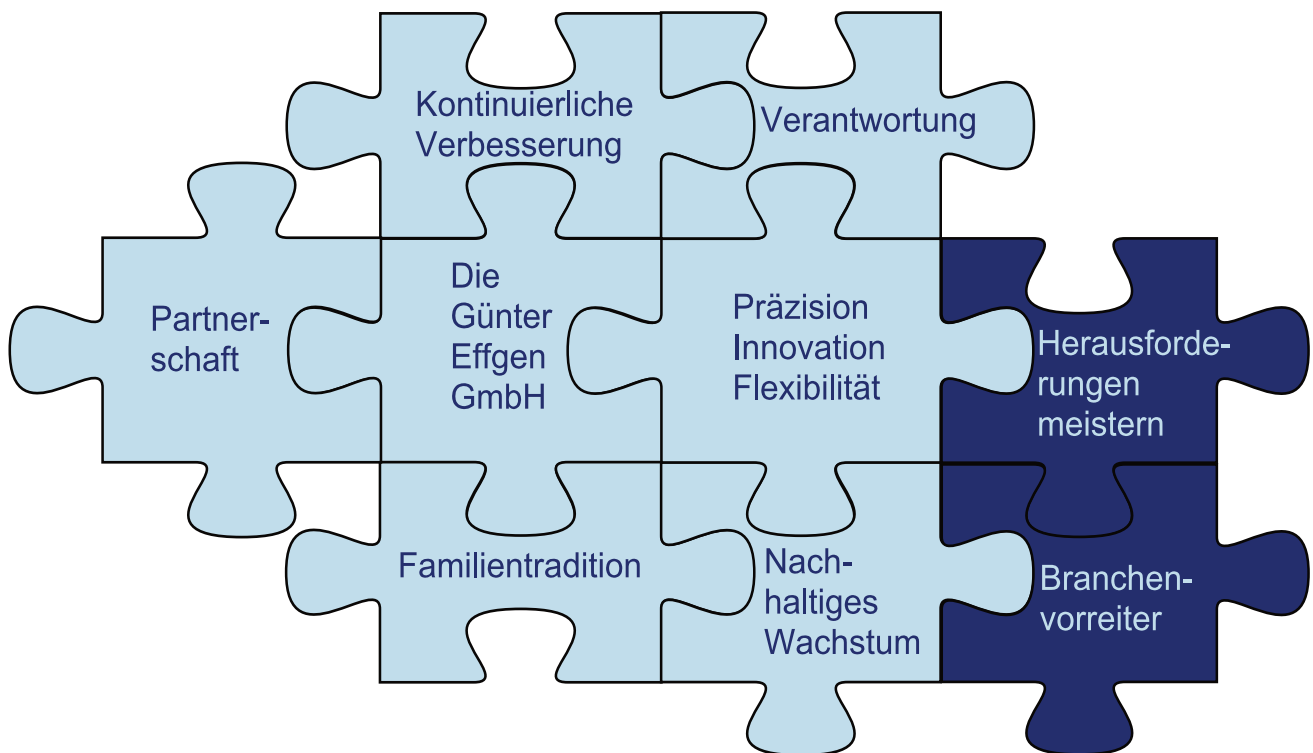 Kontinuierliche
Verbesserung
Verantwortung
Partner-
schaft
Die
Günter
Effgen
GmbH
Präzision
Innovation
Flexibilität
Herausforde-
rungen
meistern
Familientradition
Nach-
haltiges
Wachstum
Branchen-
vorreiter